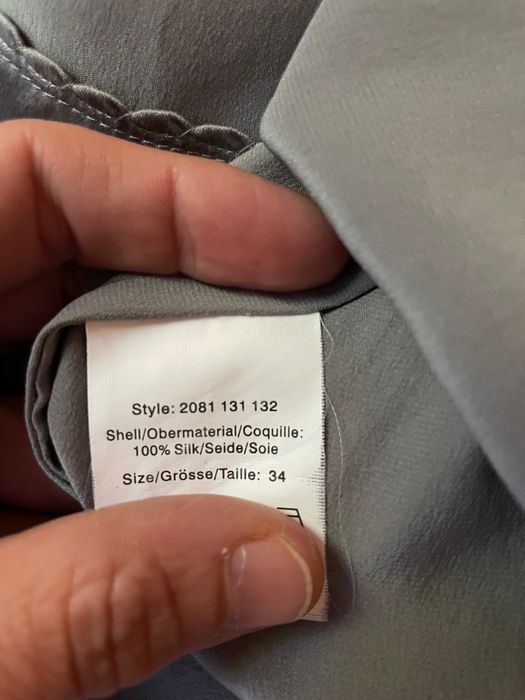 Style: 2081 131 132
Shell/Obermaterial/Coquille:
100% Silk/Seide/Soie
Size/Grösse/Taille: 34